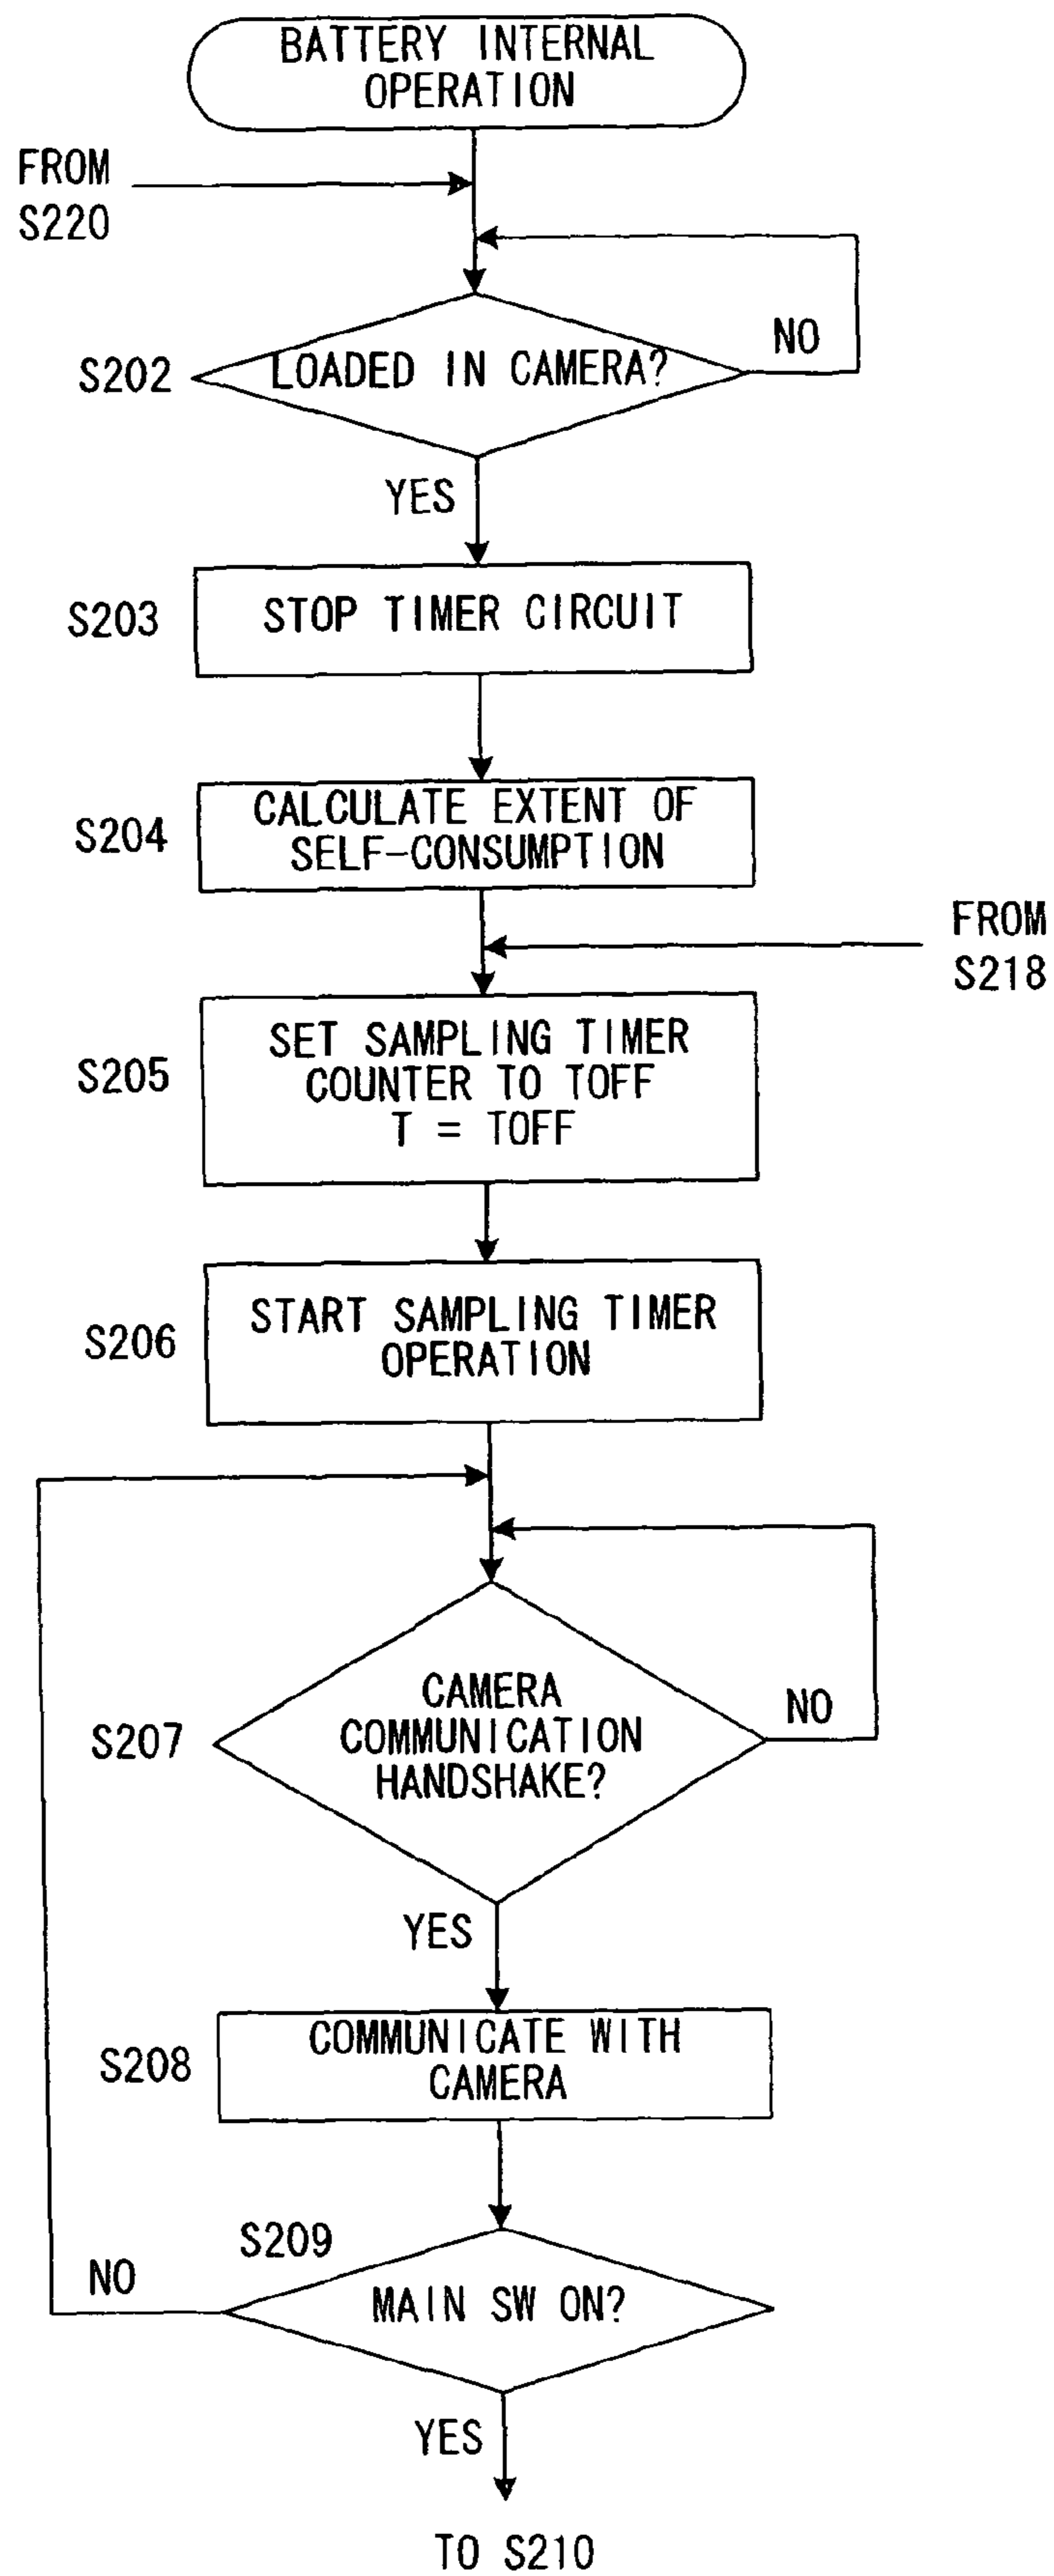 BATTERY INTERNAL
OPERATION
FROM
S220
NO
S202
LOADED IN CAMERA?
YES
S203
STOP TIMER CIRCUIT
S204
CALCULATE EXTENT OF
SELF-CONSUMPTION
FROM
S218
S205
SET SAMPLING TIMER
COUNTER TO TOFF
T = TOFF
S206
START SAMPLING TIMER
OPERATION
S207
CAMERA
COMMUNICATION
HANDSHAKE?
NO
YES
S208
COMMUNICATE WITH
CAMERA
S209
NO
MAIN SW ON?
YES
TO S210